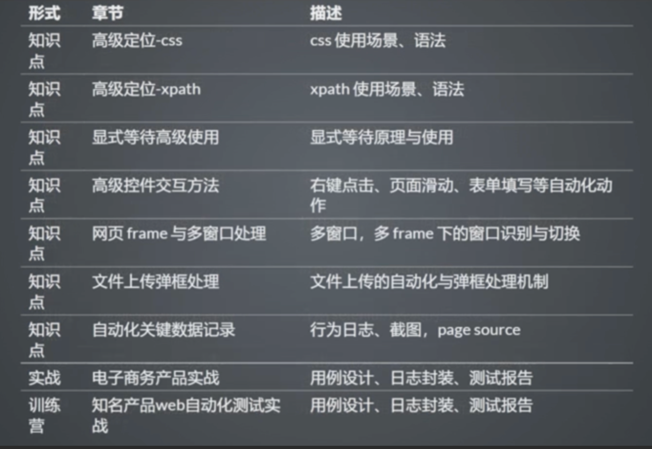 形式 章节 描述
知识点 高级定位-css css 使用场景、语法
知识点 高级定位-xpath xpath 使用场景、语法
知识点 显式等待高级使用 显式等待原理与使用
知识点 高级控件交互方法 右键点击、页面滑动、表单填写等自动化动作
知识点 网页 frame 与多窗口处理 多窗口，多 frame 下的窗口识别与切换
知识点 文件上传弹框处理 文件上传的自动化与弹框处理机制
知识点 自动化关键数据记录 行为日志、截图，page source
实战 电子商务产品实战 用例设计、日志封装、测试报告
训练营 知名产品web自动化测试实战 用例设计、日志封装、测试报告